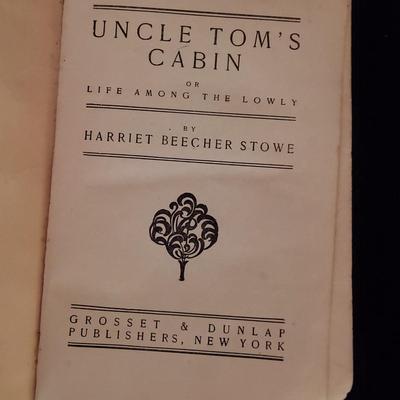 UNCLE TOM'S
CABIN
OR
LIFE AMONG THE LOWLY
BY
HARRIET BEECHER STOWE
GROSSET & DUNLAP
PUBLISHERS, NEW YORK